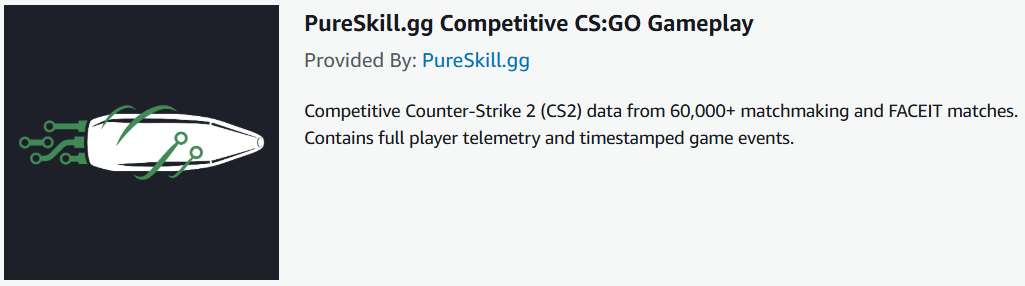 PureSkill.gg Competitive CS:GO Gameplay
Provided By: PureSkill.gg
Competitive Counter-Strike 2 (CS2) data from 60,000+ matchmaking and FACEIT matches.
Contains full player telemetry and timestamped game events.